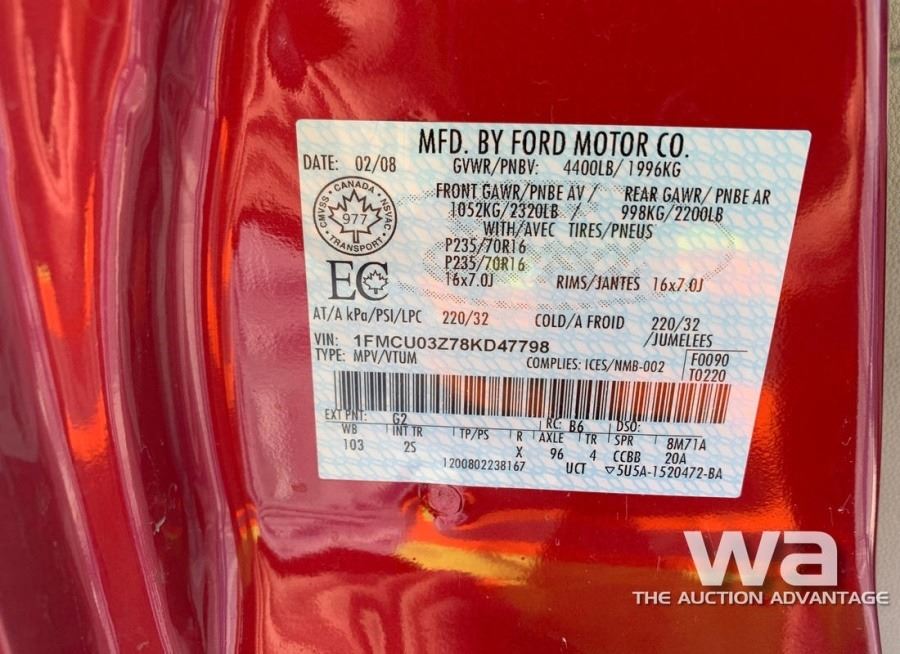 MFD. BY FORD MOTOR CO.
DATE: 02/08 GVWR/PNBV: 4400LB/1996KG
FRONT GAWR/PNBE AV / REAR GAWR/ PNBE AR
1052KG/2320LB / 998KG/2200LB
WITH/AVEC TIRES/PNEUS
P235/70R16
P235/70R16
16x7.0J RIMS/JANTES 16x7.0J
CANADA
CMVSS 977 NSVAC
TRANSPORT
EC
AT/A kPa/PSI/LPC 220/32 COLD/A FROID 220/32
/JUMELEES
VIN: 1FMCU03Z78KD47798
TYPE: MPV/VTUM COMPLIES: ICES/NMB-002 F0090
T0220
EXT PNT: G2 RC: B6 DSO:
WB INT TR TP/PS R AXLE TR SPR 8M71A
103 2S X 96 4 CCBB 20A
1200802238167 UCT ▽5U5A-1520472-BA
wa
THE AUCTION ADVANTAGE